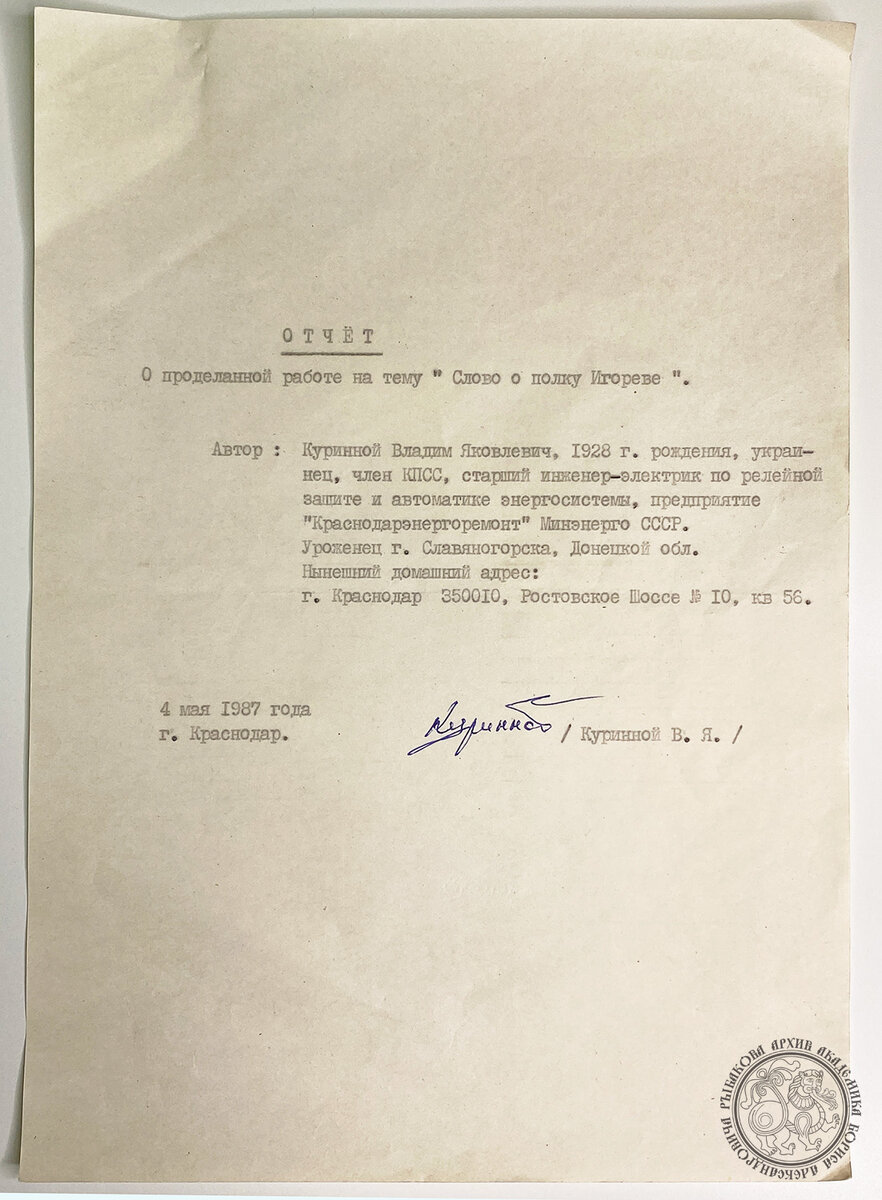 ОТЧЁТ
О проделанной работе на тему " Слово о полку Игореве ".
Автор : Куринной Владим Яковлевич, 1928 г. рождения, украи-
нец, член КПСС, старший инженер-электрик по релейной
защите и автоматике энергосистемы, предприятие
"Краснодарэнергоремонт" Минэнерго СССР.
Уроженец г. Славяногорска, Донецкой обл.
Нынешний домашний адрес:
г. Краснодар 350010, Ростовское Шоссе № 10, кв 56.
4 мая 1987 года
г. Краснодар.
Куринной / Куринной В. Я. /
АРХИВ АКАДЕМИКА БОРИСА АЛЕКСАНДРОВИЧА РЫБАКОВА